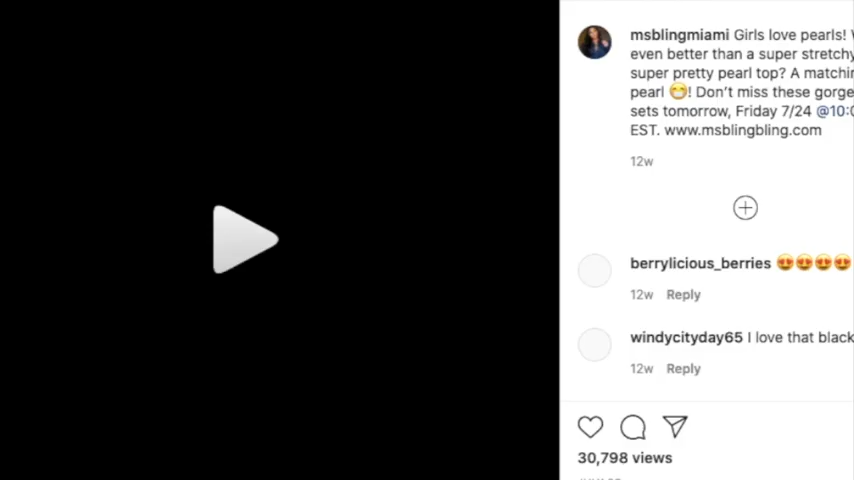 msblingmiami Girls love pearls!
even better than a super stretchy
super pretty pearl top? A
pearl 😁! Don't miss these
sets tomorrow, Friday 7/24 @10:
EST. www.msblingbling.com
12w
berrylicious_berries 😍😍😍😍
12w Reply
windycityday65 I love that black
12w Reply
30,798 views